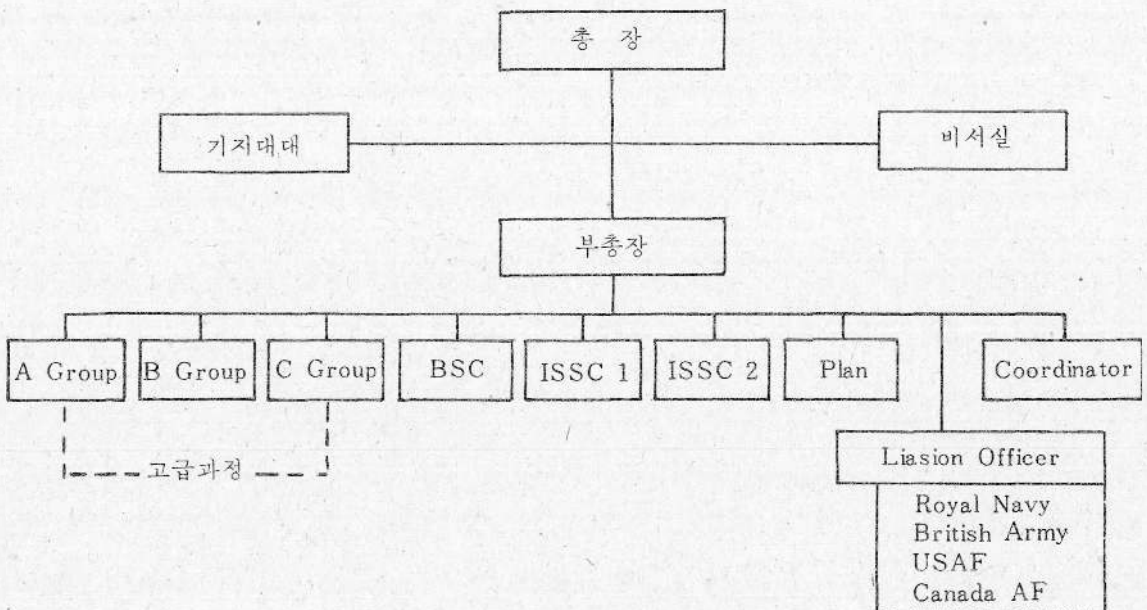 총 장
기지대대
비서실
부총장
A Group
B Group
C Group
BSC
ISSC 1
ISSC 2
Plan
Coordinator
고급과정
Liasion Officer
Royal Navy
British Army
USAF
Canada AF